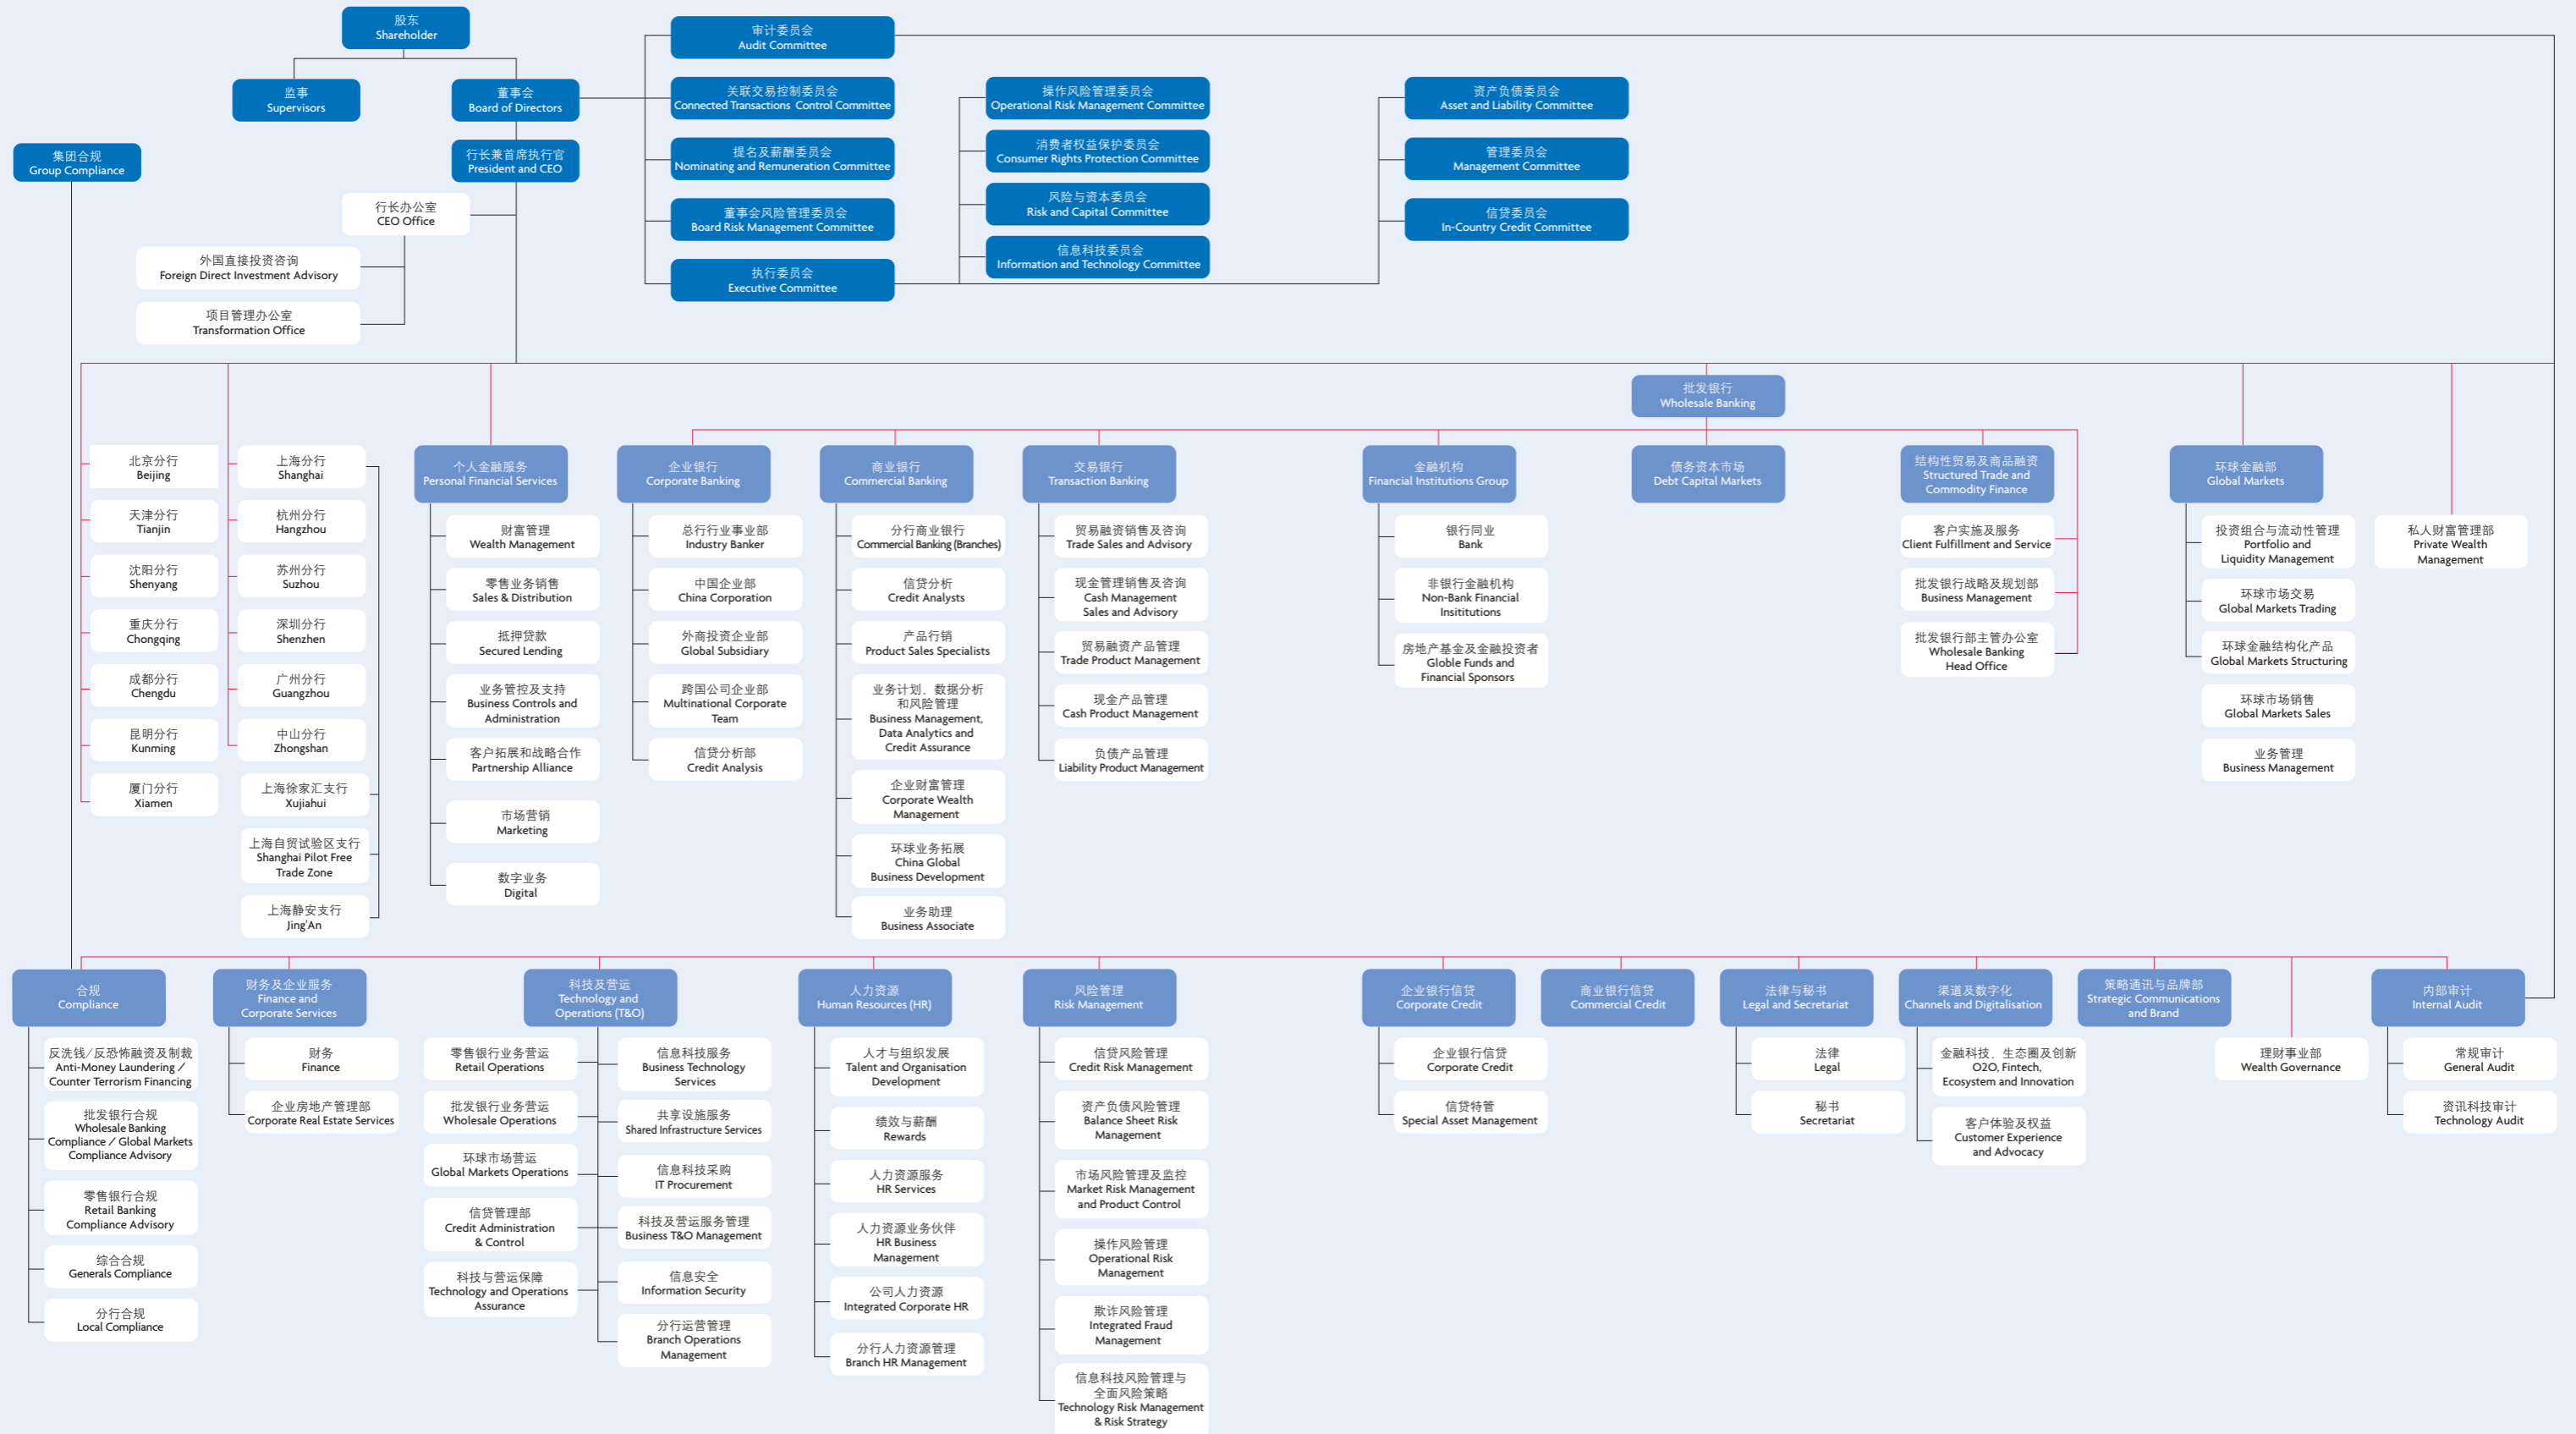 股东
Shareholder
监事
Supervisors
董事会
Board of Directors
集团合规
Group Compliance
行长兼首席执行官
President and CEO
行长办公室
CEO Office
外国直接投资咨询
Foreign Direct Investment Advisory
项目管理办公室
Transformation Office
审计委员会
Audit Committee
关联交易控制委员会
Connected Transactions Control Committee
提名及薪酬委员会
Nominating and Remuneration Committee
董事会风险管理委员会
Board Risk Management Committee
执行委员会
Executive Committee
操作风险管理委员会
Operational Risk Management Committee
消费者权益保护委员会
Consumer Rights Protection Committee
风险与资本委员会
Risk and Capital Committee
信息科技委员会
Information and Technology Committee
资产负债委员会
Asset and Liability Committee
管理委员会
Management Committee
信贷委员会
In-Country Credit Committee
批发银行
Wholesale Banking
北京分行
Beijing
天津分行
Tianjin
沈阳分行
Shenyang
重庆分行
Chongqing
成都分行
Chengdu
昆明分行
Kunming
厦门分行
Xiamen
上海分行
Shanghai
杭州分行
Hangzhou
苏州分行
Suzhou
深圳分行
Shenzhen
广州分行
Guangzhou
中山分行
Zhongshan
上海徐家汇支行
Xujiahui
上海自贸试验区支行
Shanghai Pilot Free
Trade Zone
上海静安支行
Jing'An
个人金融服务
Personal Financial Services
财富管理
Wealth Management
零售业务销售
Sales & Distribution
抵押贷款
Secured Lending
业务管控及支持
Business Controls and
Administration
客户拓展和战略合作
Partnership Alliance
市场营销
Marketing
数字业务
Digital
企业银行
Corporate Banking
总行行业事业部
Industry Banker
中国企业部
China Corporation
外商投资企业部
Global Subsidiary
跨国公司企业部
Multinational Corporate
Team
信贷分析部
Credit Analysis
商业银行
Commercial Banking
分行商业银行
Commercial Banking (Branches)
信贷分析
Credit Analysts
产品行销
Product Sales Specialists
业务计划、数据分析
和风险管理
Business Management,
Data Analytics and
Credit Assurance
企业财富管理
Corporate Wealth
Management
环球业务拓展
China Global
Business Development
业务助理
Business Associate
交易银行
Transaction Banking
贸易融资销售及咨询
Trade Sales and Advisory
现金管理销售及咨询
Cash Management
Sales and Advisory
贸易融资产品管理
Trade Product Management
现金产品管理
Cash Product Management
负债产品管理
Liability Product Management
金融机构
Financial Institutions Group
银行同业
Bank
非银行金融机构
Non-Bank Financial
Insititutions
房地产基金及金融投资者
Globle Funds and
Financial Sponsors
债务资本市场
Debt Capital Markets
结构性贸易及商品融资
Structured Trade and
Commodity Finance
客户实施及服务
Client Fulfillment and Service
批发银行战略及规划部
Business Management
批发银行部主管办公室
Wholesale Banking
Head Office
环球金融部
Global Markets
投资组合与流动性管理
Portfolio and
Liquidity Management
环球市场交易
Global Markets Trading
环球金融结构化产品
Global Markets Structuring
环球市场销售
Global Markets Sales
业务管理
Business Management
私人财富管理部
Private Wealth
Management
合规
Compliance
反洗钱/反恐怖融资及制裁
Anti-Money Laundering /
Counter Terrorism Financing
批发银行合规
Wholesale Banking
Compliance / Global Markets
Compliance Advisory
零售银行合规
Retail Banking
Compliance Advisory
综合合规
Generals Compliance
分行合规
Local Compliance
财务及企业服务
Finance and
Corporate Services
财务
Finance
企业房地产管理部
Corporate Real Estate Services
科技及营运
Technology and
Operations (T&O)
零售银行业务营运
Retail Operations
批发银行业务营运
Wholesale Operations
环球市场营运
Global Markets Operations
信贷管理部
Credit Administration
& Control
科技与营运保障
Technology and Operations
Assurance
信息科技服务
Business Technology
Services
共享设施服务
Shared Infrastructure Services
信息科技采购
IT Procurement
科技及营运服务管理
Business T&O Management
信息安全
Information Security
分行运营管理
Branch Operations
Management
人力资源
Human Resources (HR)
人才与组织发展
Talent and Organisation
Development
绩效与薪酬
Rewards
人力资源服务
HR Services
人力资源业务伙伴
HR Business
Management
公司人力资源
Integrated Corporate HR
分行人力资源管理
Branch HR Management
风险管理
Risk Management
信贷风险管理
Credit Risk Management
资产负债风险管理
Balance Sheet Risk
Management
市场风险管理及监控
Market Risk Management
and Product Control
操作风险管理
Operational Risk
Management
欺诈风险管理
Integrated Fraud
Management
信息科技风险管理与
全面风险策略
Technology Risk Management
& Risk Strategy
企业银行信贷
Corporate Credit
企业银行信贷
Corporate Credit
信贷特管
Special Asset Management
商业银行信贷
Commercial Credit
法律与秘书
Legal and Secretariat
法律
Legal
秘书
Secretariat
渠道及数字化
Channels and Digitalisation
金融科技、生态圈及创新
O2O, Fintech,
Ecosystem and Innovation
客户体验及权益
Customer Experience
and Advocacy
策略通讯与品牌部
Strategic Communications
and Brand
理财事业部
Wealth Governance
内部审计
Internal Audit
常规审计
General Audit
资讯科技审计
Technology Audit